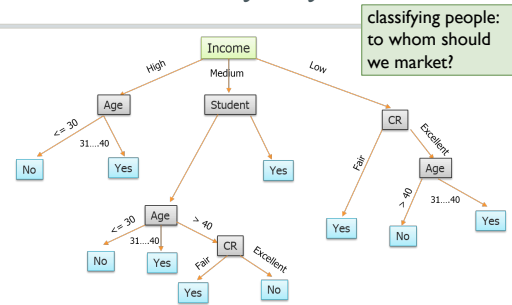 classifying people:
to whom should
we market?
Income
High
Medium
Low
Age
Student
CR
<= 30
31....40
Fair
Excellent
No
Yes
Yes
Age
> 40
31....40
Age
<= 30
31....40
> 40
Yes
No
Yes
No
Yes
CR
Fair
Excellent
Yes
No